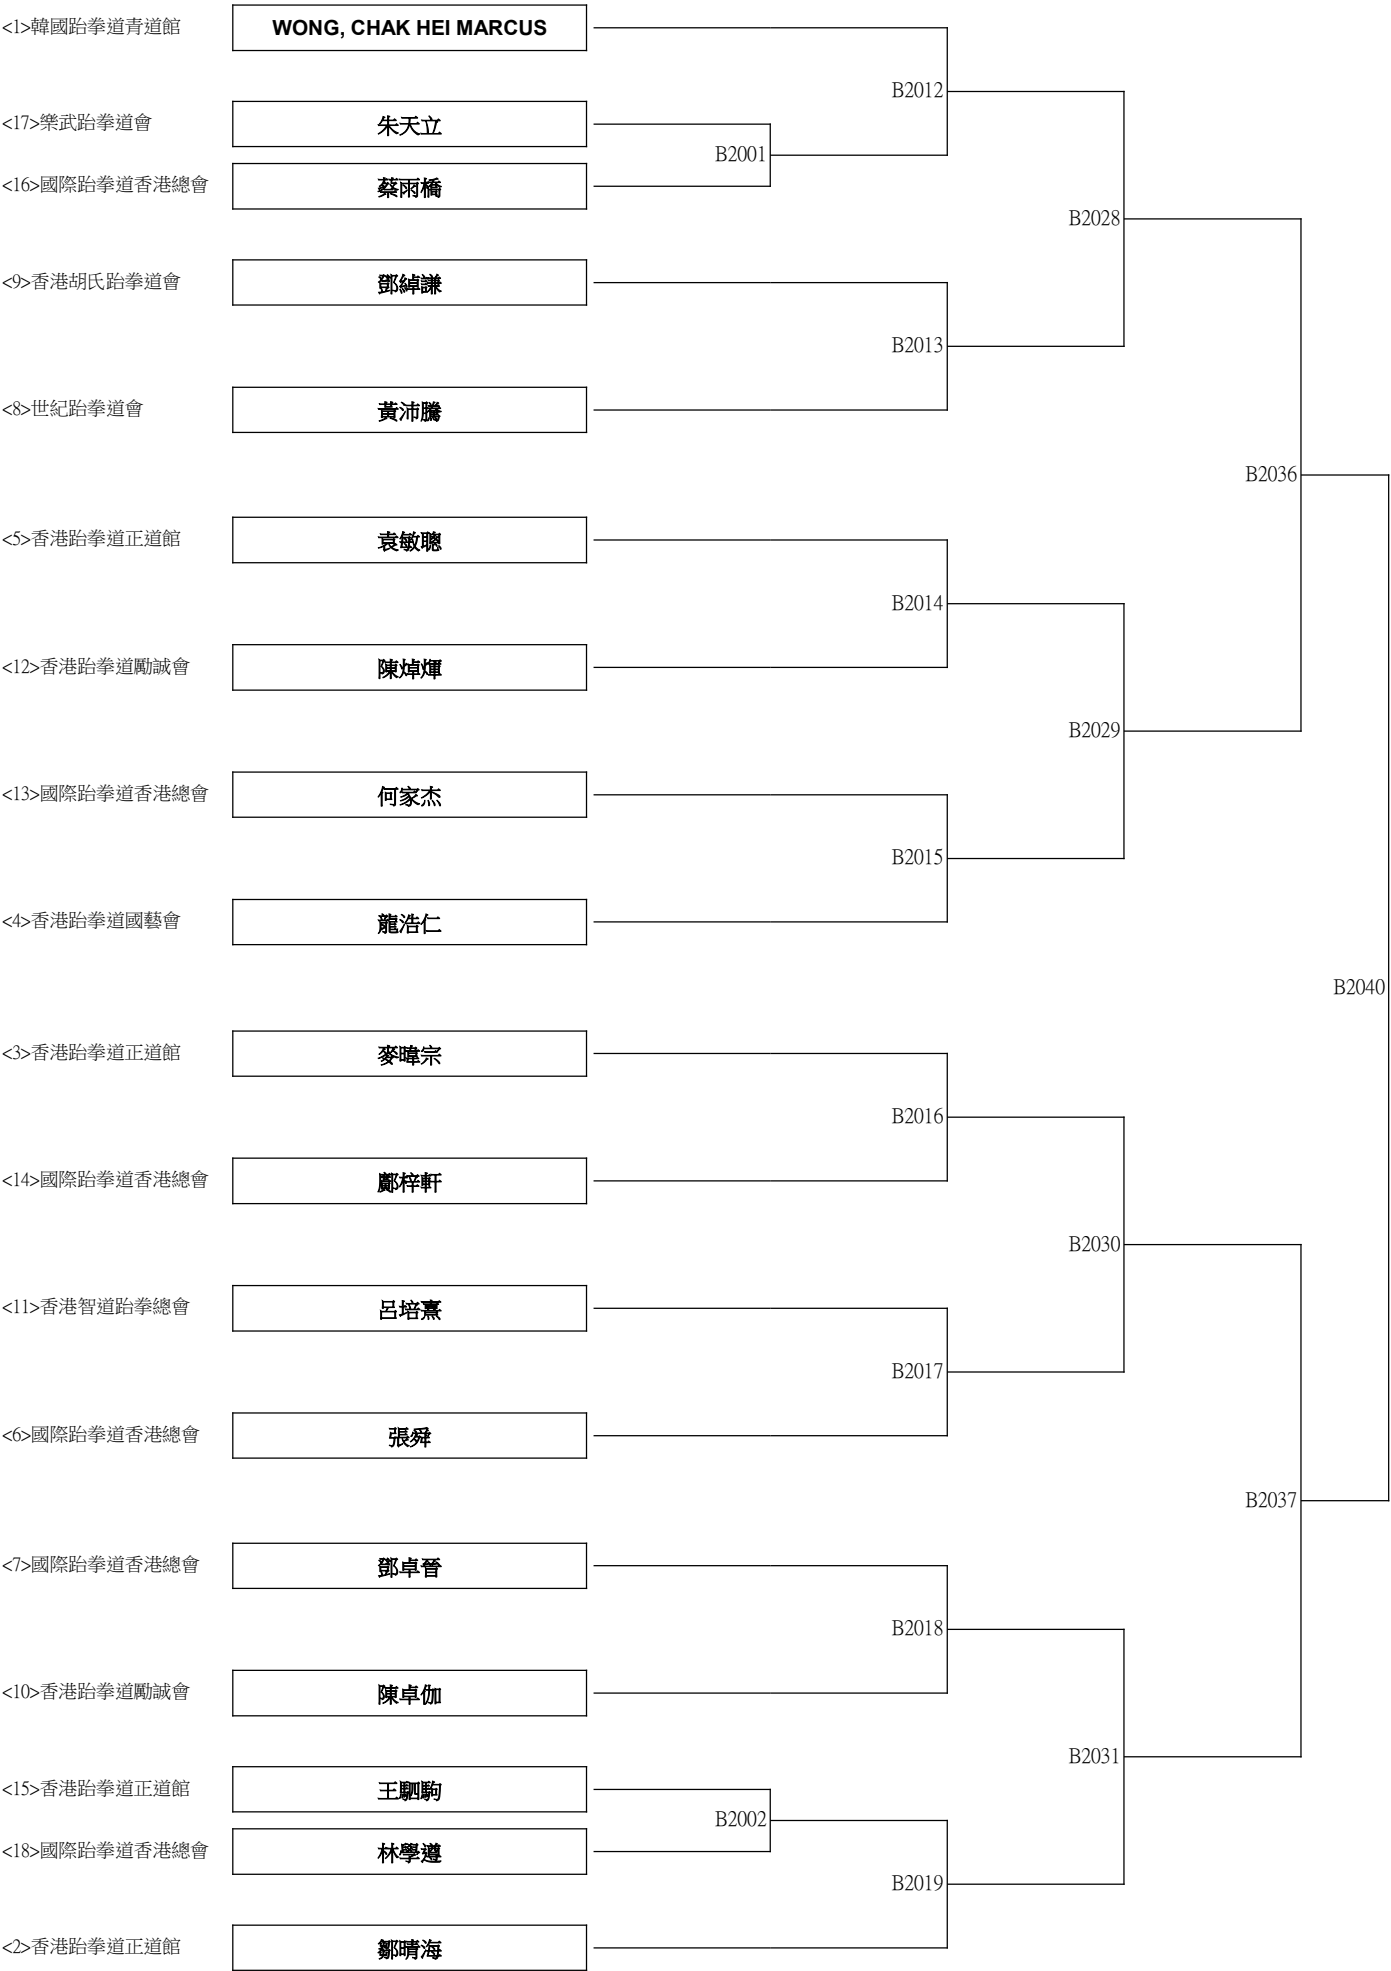 <1>韓國跆拳道青道館 WONG, CHAK HEI MARCUS
B2012
<17>樂武跆拳道會 朱天立
B2001
<16>國際跆拳道香港總會 蔡雨橋
B2028
<9>香港胡氏跆拳道會 鄧綽謙
B2013
<8>世紀跆拳道會 黃沛騰
B2036
<5>香港跆拳道正道館 袁敏聰
B2014
<12>香港跆拳道勵誠會 陳焯煇
B2029
<13>國際跆拳道香港總會 何家杰
B2015
<4>香港跆拳道國藝會 龍浩仁
B2040
<3>香港跆拳道正道館 麥暐宗
B2016
<14>國際跆拳道香港總會 鄺梓軒
B2030
<11>香港智道跆拳總會 呂培熹
B2017
<6>國際跆拳道香港總會 張舜
B2037
<7>國際跆拳道香港總會 鄧卓晉
B2018
<10>香港跆拳道勵誠會 陳卓伽
B2031
<15>香港跆拳道正道館 王駟駒
B2002
<18>國際跆拳道香港總會 林學遵
B2019
<2>香港跆拳道正道館 鄒晴海